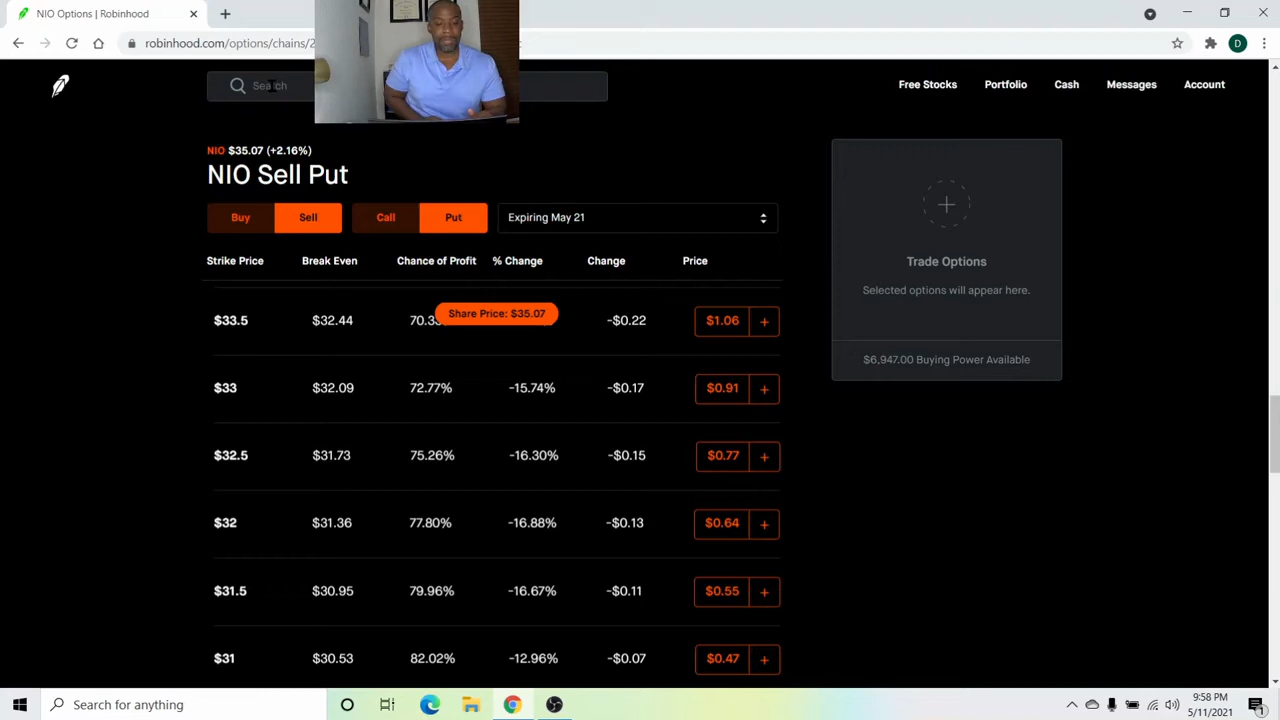 NIO Options | Robinhood
robinhood.com/options/chains/2
D
Search
Free Stocks Portfolio Cash Messages Account
NIO $35.07 (+2.16%)
NIO Sell Put
Buy Sell Call Put Expiring May 21
Strike Price Break Even Chance of Profit % Change Change Price
Share Price: $35.07
$33.5 $32.44 -$0.22 $1.06 +
$33 $32.09 72.77% -15.74% -$0.17 $0.91 +
$32.5 $31.73 75.26% -16.30% -$0.15 $0.77 +
$32 $31.36 77.80% -16.88% -$0.13 $0.64 +
$31.5 $30.95 79.96% -16.67% -$0.11 $0.55 +
$31 $30.53 82.02% -12.96% -$0.07 $0.47 +
Trade Options
Selected options will appear here.
$6,947.00 Buying Power Available
Search for anything
9:58 PM
5/11/2021
1